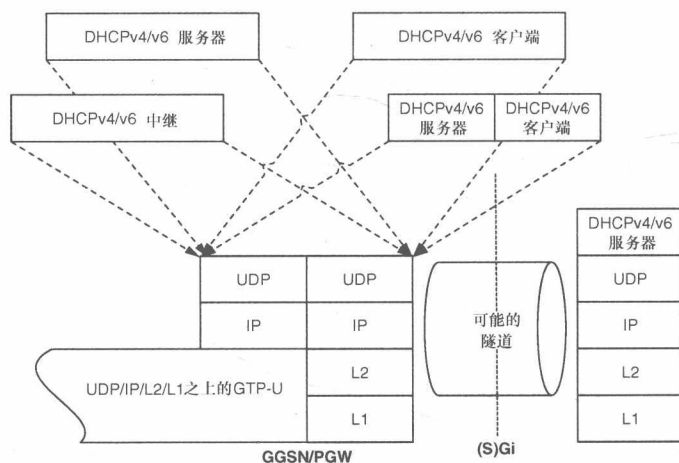 DHCPv4/v6 服务器
DHCPv4/v6 客户端
DHCPv4/v6 中继
DHCPv4/v6
服务器
DHCPv4/v6
客户端
DHCPv4/v6
服务器
UDP
UDP
UDP
IP
IP
可能的
隧道
IP
UDP/IP/L2/L1之上的GTP-U
L2
L2
L1
L1
GGSN/PGW
(S)Gi